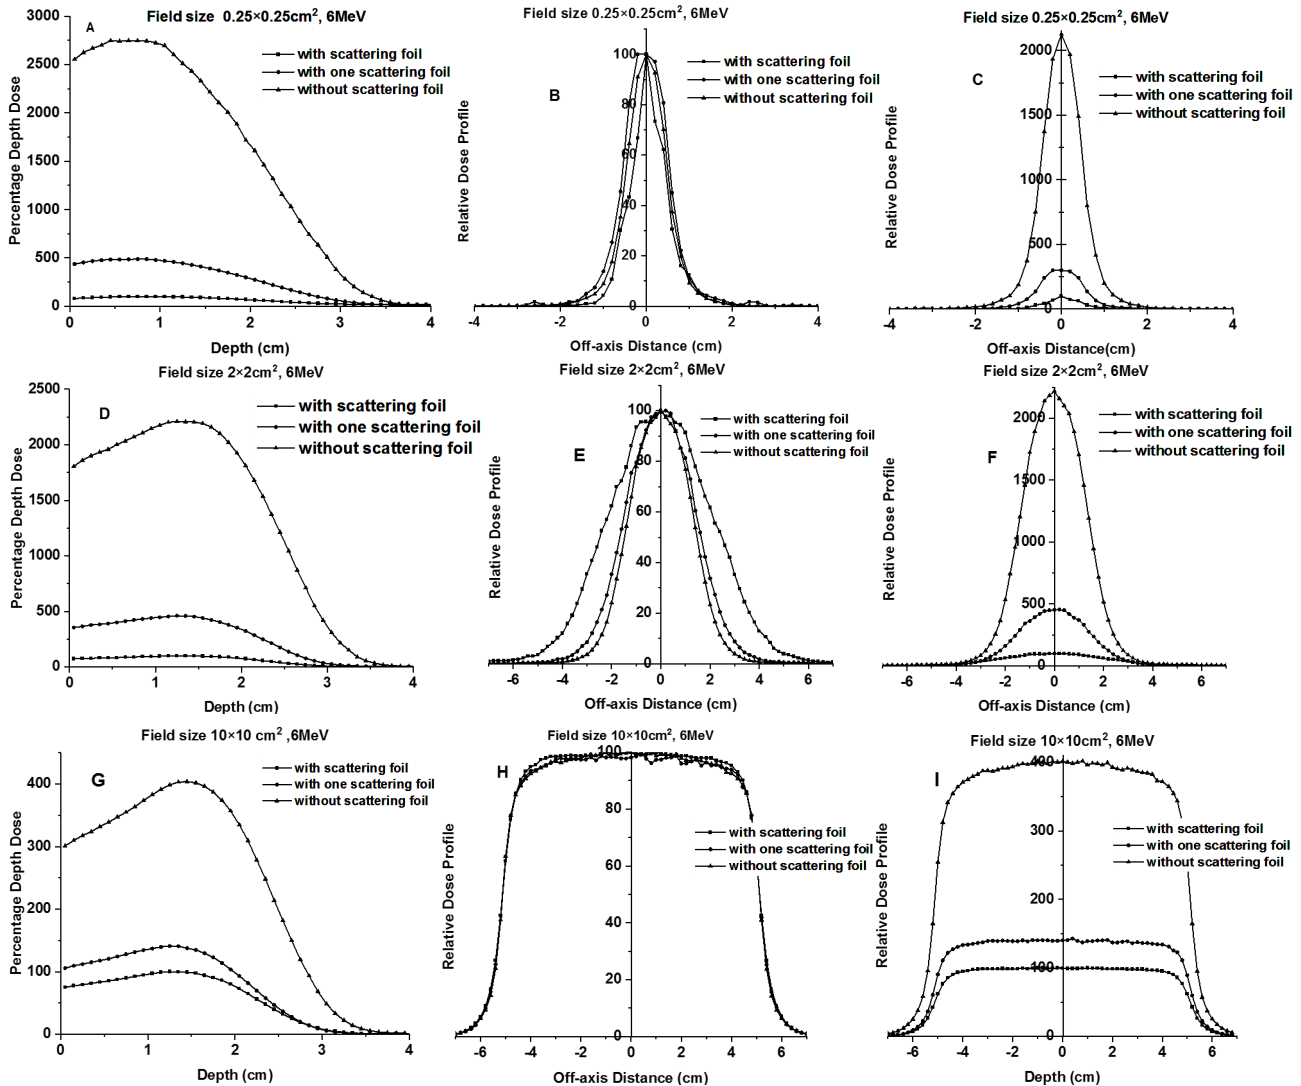 Field size 0.25×0.25cm², 6MeV
A
with scattering foil
with one scattering foil
without scattering foil
Percentage Depth Dose
3000
2500
2000
1500
1000
500
0
0 1 2 3 4
Depth (cm)
Field size 0.25×0.25cm², 6MeV
B
with scattering foil
with one scattering foil
without scattering foil
Relative Dose Profile
100
80
60
40
20
0
-4 -2 0 2 4
Off-axis Distance (cm)
Field size 0.25×0.25cm², 6MeV
C
with scattering foil
with one scattering foil
without scattering foil
Relative Dose Profile
2000
1500
1000
500
0
-4 -2 0 2 4
Off-axis Distance(cm)
Field size 2×2cm², 6MeV
D
with scattering foil
with one scattering foil
without scattering foil
Percentage Depth Dose
2500
2000
1500
1000
500
0
0 1 2 3 4
Depth (cm)
Field size 2×2cm², 6MeV
E
with scattering foil
with one scattering foil
without scattering foil
Relative Dose Profile
100
80
60
40
20
0
-6 -4 -2 0 2 4 6
Off-axis Distance (cm)
Field size 2×2cm², 6MeV
F
with scattering foil
with one scattering foil
without scattering foil
Relative Dose Profile
2000
1500
1000
500
0
-6 -4 -2 0 2 4 6
Off-axis Distance (cm)
Field size 10×10 cm² ,6MeV
G
with scattering foil
with one scattering foil
without scattering foil
Percentage Depth Dose
400
300
200
100
0
0 1 2 3 4
Depth (cm)
Field size 10×10cm², 6MeV
H
with scattering foil
with one scattering foil
without scattering foil
Relative Dose Profile
100
80
60
40
20
0
-6 -4 -2 0 2 4 6
Off-axis Distance (cm)
Field size 10×10cm², 6MeV
I
with scattering foil
with one scattering foil
without scattering foil
Relative Dose Profile
400
300
200
100
0
-6 -4 -2 0 2 4 6
Depth (cm)